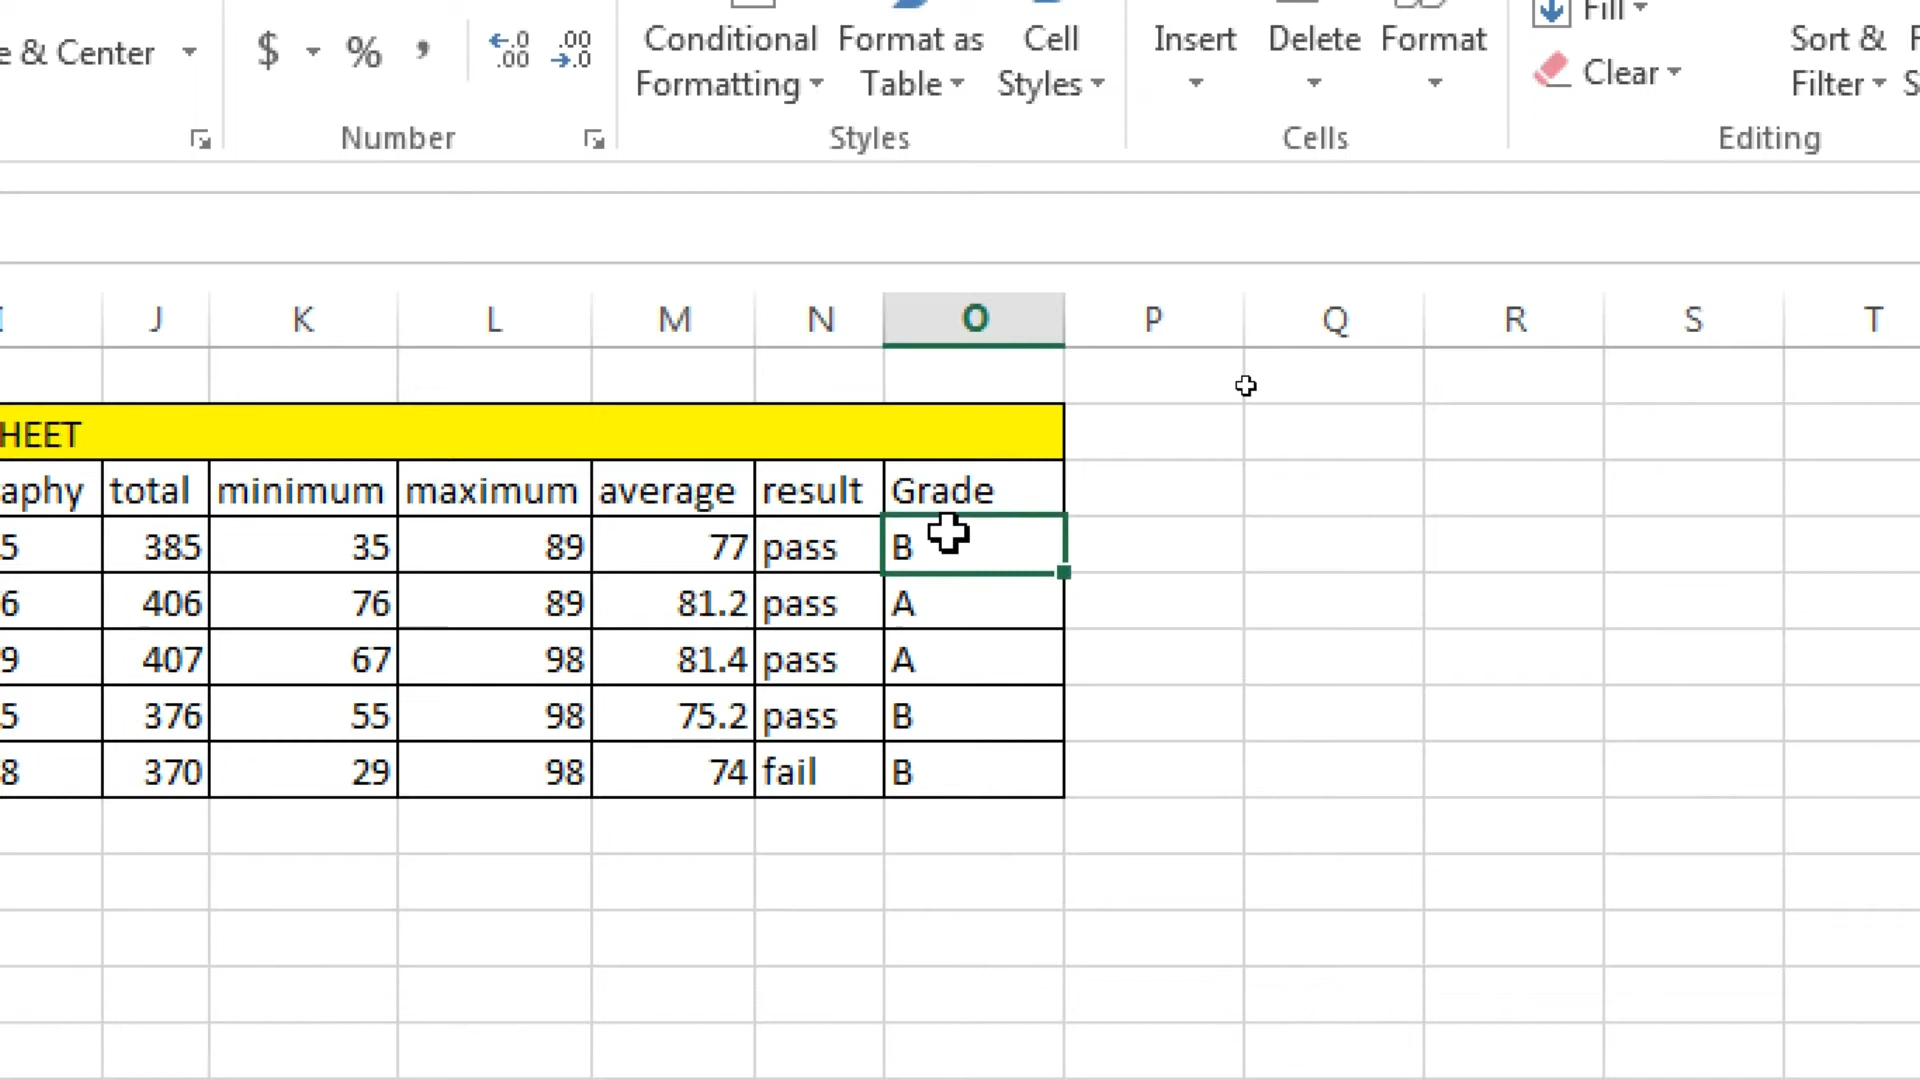 e & Center $ % , ←.0 .00 .00 →.0
Conditional Formatting
Format as Table
Cell Styles
Insert Delete Format
Fill
Clear
Sort & Filter
Number Styles Cells Editing
J K L M N O P Q R S T
HEET
aphy total minimum maximum average result Grade
5 385 35 89 77 pass B
6 406 76 89 81.2 pass A
9 407 67 98 81.4 pass A
5 376 55 98 75.2 pass B
8 370 29 98 74 fail B